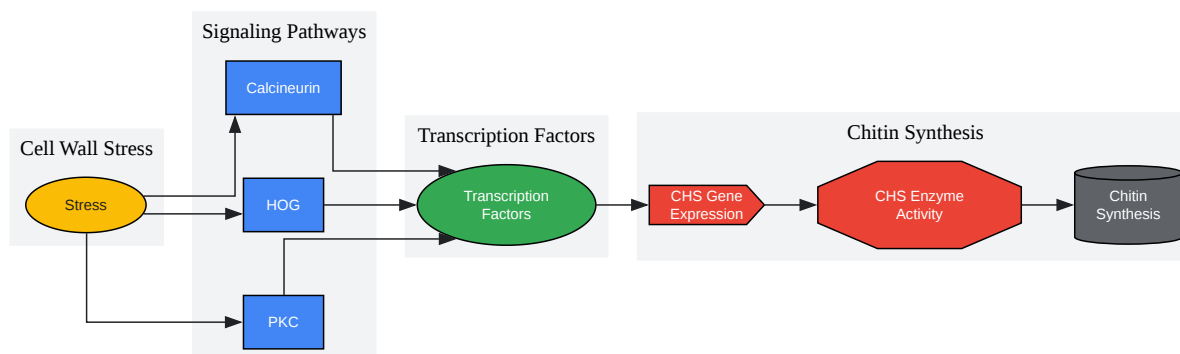 Cell Wall Stress
Stress
Signaling Pathways
Calcineurin
HOG
PKC
Transcription Factors
Transcription
Factors
Chitin Synthesis
CHS Gene
Expression
CHS Enzyme
Activity
Chitin
Synthesis